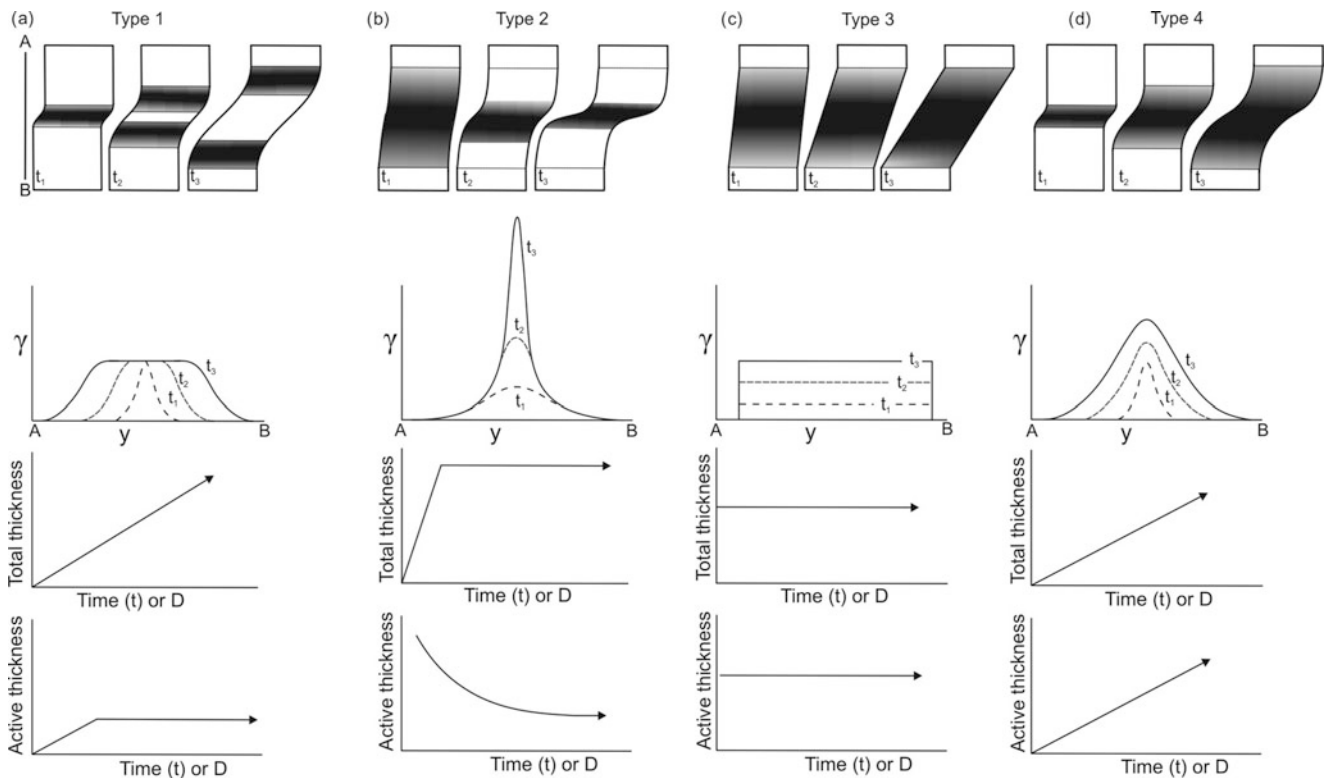 (a) Type 1
A
B
t1
t2
t3
(b) Type 2
t1
t2
t3
(c) Type 3
t1
t2
t3
(d) Type 4
t1
t2
t3
γ
t3
t2
t1
A
y
B
γ
t3
t2
t1
A
y
B
γ
t3
t2
t1
A
y
B
γ
t3
t2
t1
A
y
B
Total thickness
Time (t) or D
Total thickness
Time (t) or D
Total thickness
Time (t) or D
Total thickness
Time (t) or D
Active thickness
Time (t) or D
Active thickness
Time (t) or D
Active thickness
Time (t) or D
Active thickness
Time (t) or D